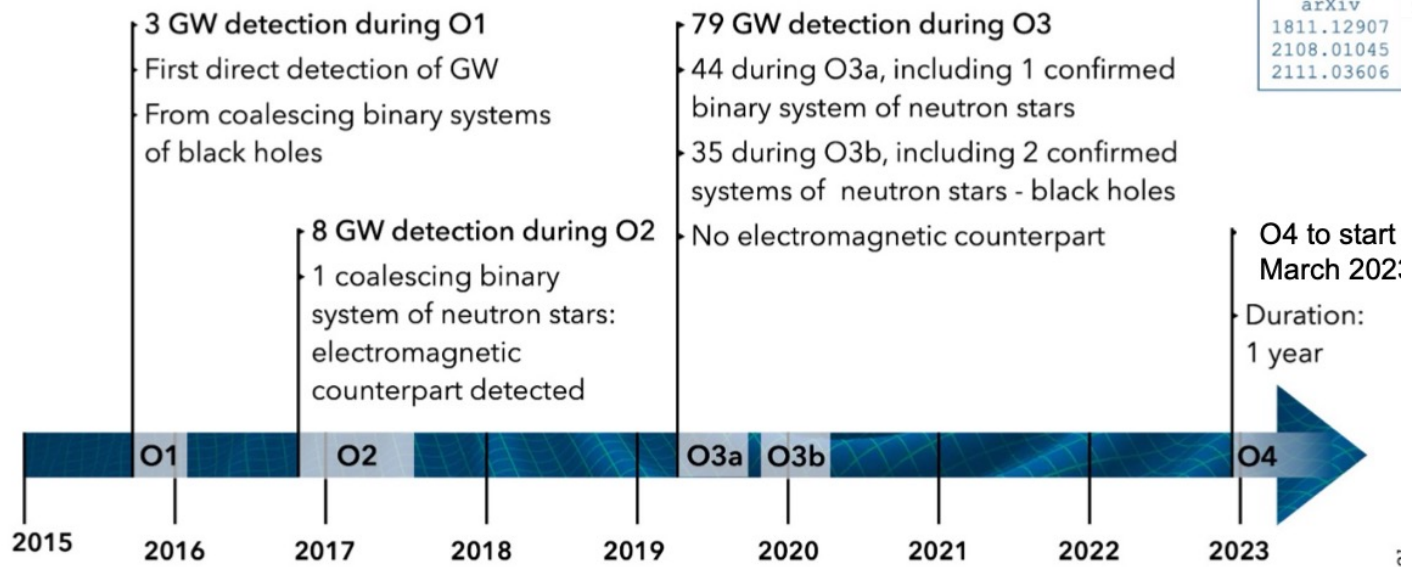 3 GW detection during O1
First direct detection of GW
From coalescing binary systems
of black holes
8 GW detection during O2
1 coalescing binary
system of neutron stars:
electromagnetic
counterpart detected
79 GW detection during O3
44 during O3a, including 1 confirmed
binary system of neutron stars
35 during O3b, including 2 confirmed
systems of neutron stars - black holes
No electromagnetic counterpart
arXiv
1811.12907
2108.01045
2111.03606
O4 to start
March 2023
Duration:
1 year
O1
O2
O3a
O3b
O4
2015
2016
2017
2018
2019
2020
2021
2022
2023